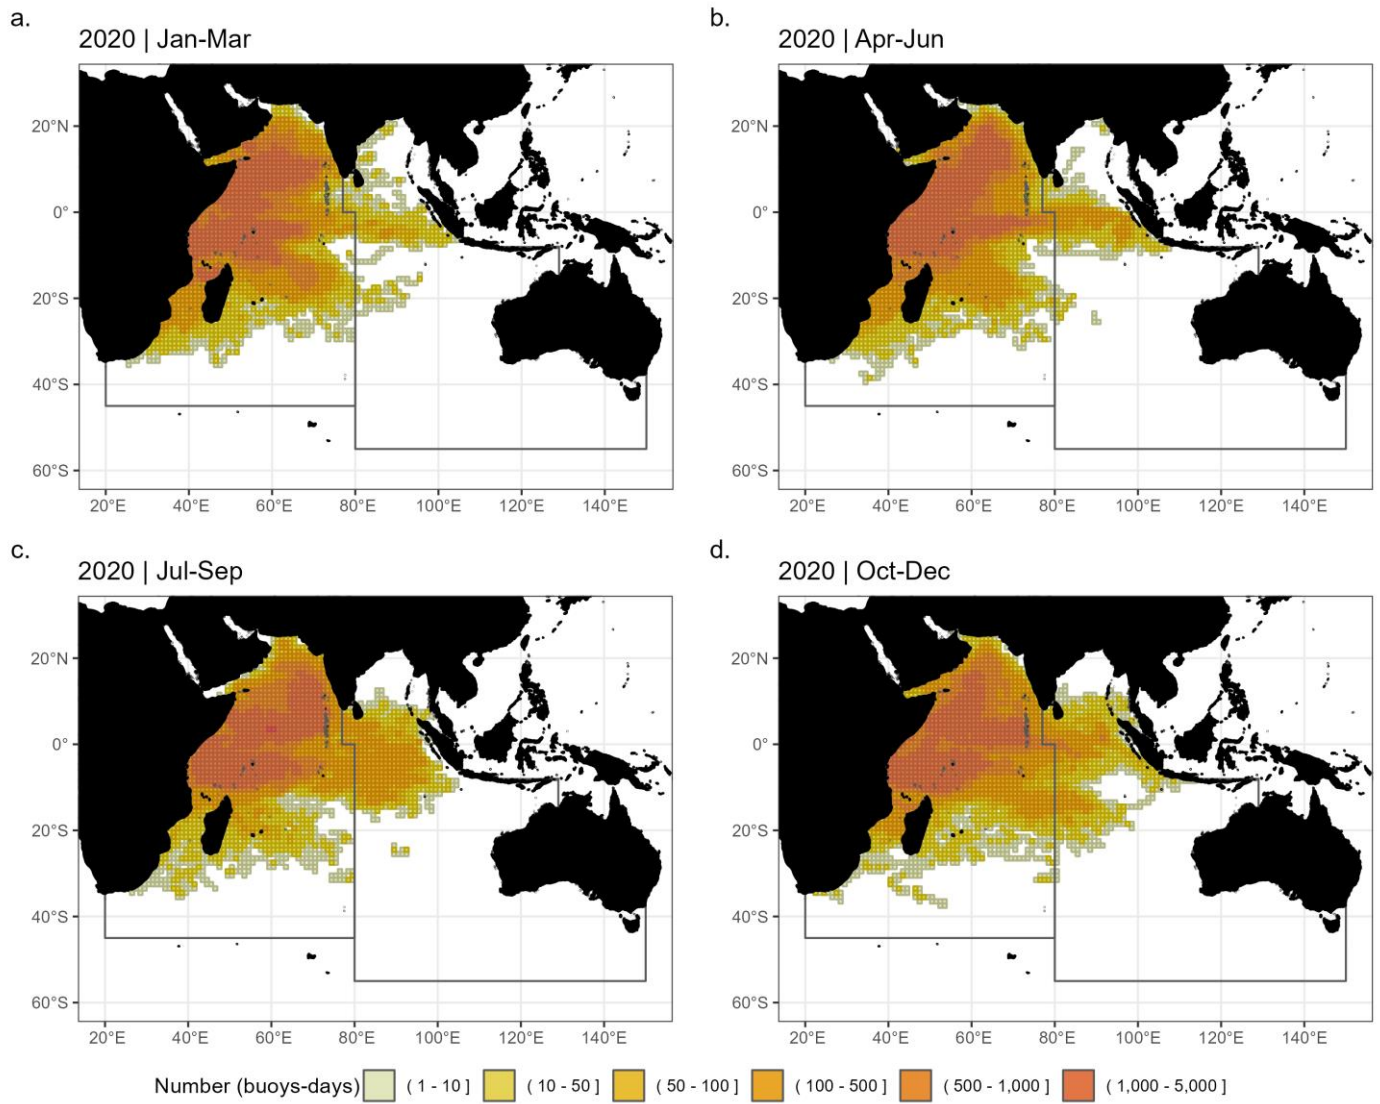 a.
2020 | Jan-Mar
20°N
0°
20°S
40°S
60°S
20°E 40°E 60°E 80°E 100°E 120°E 140°E
b.
2020 | Apr-Jun
20°N
0°
20°S
40°S
60°S
20°E 40°E 60°E 80°E 100°E 120°E 140°E
c.
2020 | Jul-Sep
20°N
0°
20°S
40°S
60°S
20°E 40°E 60°E 80°E 100°E 120°E 140°E
d.
2020 | Oct-Dec
20°N
0°
20°S
40°S
60°S
20°E 40°E 60°E 80°E 100°E 120°E 140°E
Number (buoys-days) ( 1 - 10 ] ( 10 - 50 ] ( 50 - 100 ] ( 100 - 500 ] ( 500 - 1,000 ] ( 1,000 - 5,000 ]